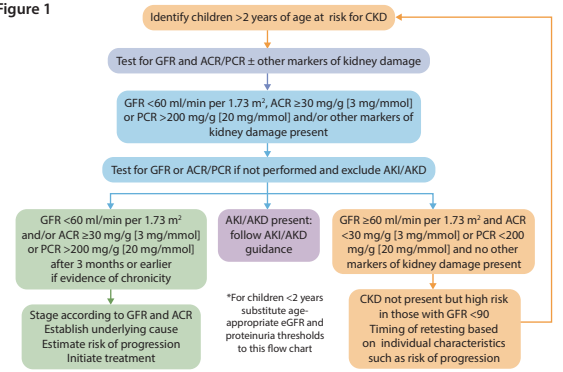 Figure 1
Identify children >2 years of age at risk for CKD
Test for GFR and ACR/PCR ± other markers of kidney damage
GFR <60 ml/min per 1.73 m², ACR ≥30 mg/g [3 mg/mmol]
or PCR >200 mg/g [20 mg/mmol] and/or other markers of
kidney damage present
Test for GFR or ACR/PCR if not performed and exclude AKI/AKD
GFR <60 ml/min per 1.73 m²
and/or ACR ≥30 mg/g [3 mg/mmol]
or PCR >200 mg/g [20 mg/mmol]
after 3 months or earlier
if evidence of chronicity
AKI/AKD present:
follow AKI/AKD
guidance
GFR ≥60 ml/min per 1.73 m² and ACR
<30 mg/g [3 mg/mmol] or PCR <200
mg/g [20 mg/mmol] and no other
markers of kidney damage present
Stage according to GFR and ACR
Establish underlying cause
Estimate risk of progression
Initiate treatment
*For children <2 years
substitute age-
appropriate eGFR and
proteinuria thresholds
to this flow chart
CKD not present but high risk
in those with GFR <90
Timing of retesting based
on individual characteristics
such as risk of progression